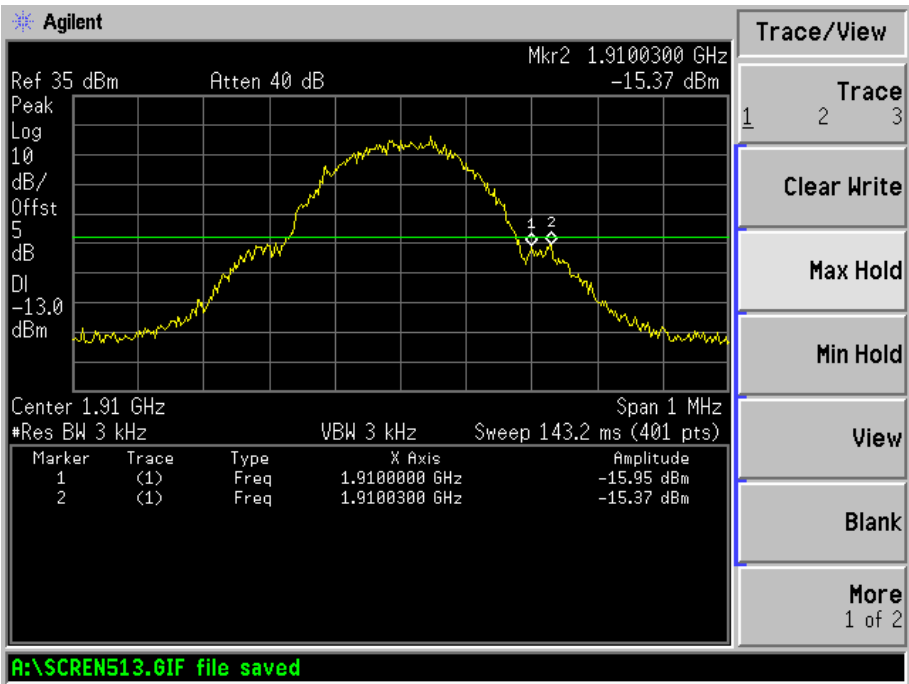 Agilent
Trace/View
Mkr2 1.9100300 GHz
Ref 35 dBm Atten 40 dB -15.37 dBm
Peak
Log
10
dB/
Offst
5
dB
DI
-13.0
dBm
1 2
Center 1.91 GHz Span 1 MHz
#Res BW 3 kHz VBW 3 kHz Sweep 143.2 ms (401 pts)
Marker Trace Type X Axis Amplitude
1 (1) Freq 1.9100000 GHz -15.95 dBm
2 (1) Freq 1.9100300 GHz -15.37 dBm
Trace
1 2 3
Clear Write
Max Hold
Min Hold
View
Blank
More
1 of 2
A:\SCREN513.GIF file saved